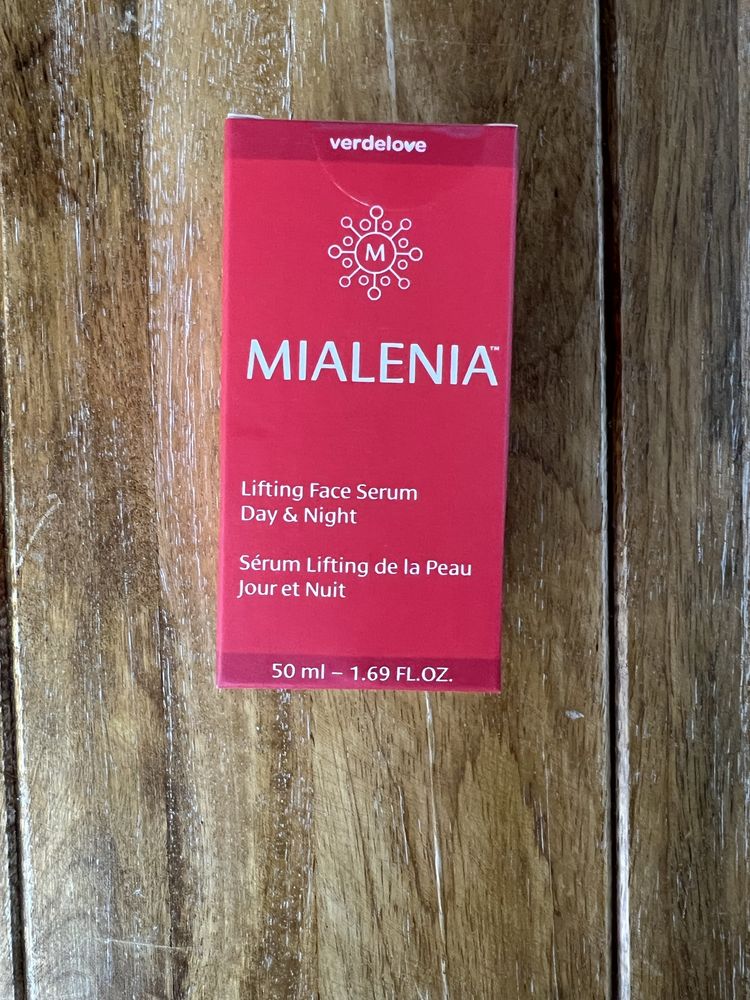 verdelove
M
MIALENIA™
Lifting Face Serum
Day & Night
Sérum Lifting de la Peau
Jour et Nuit
50 ml – 1.69 FL.OZ.